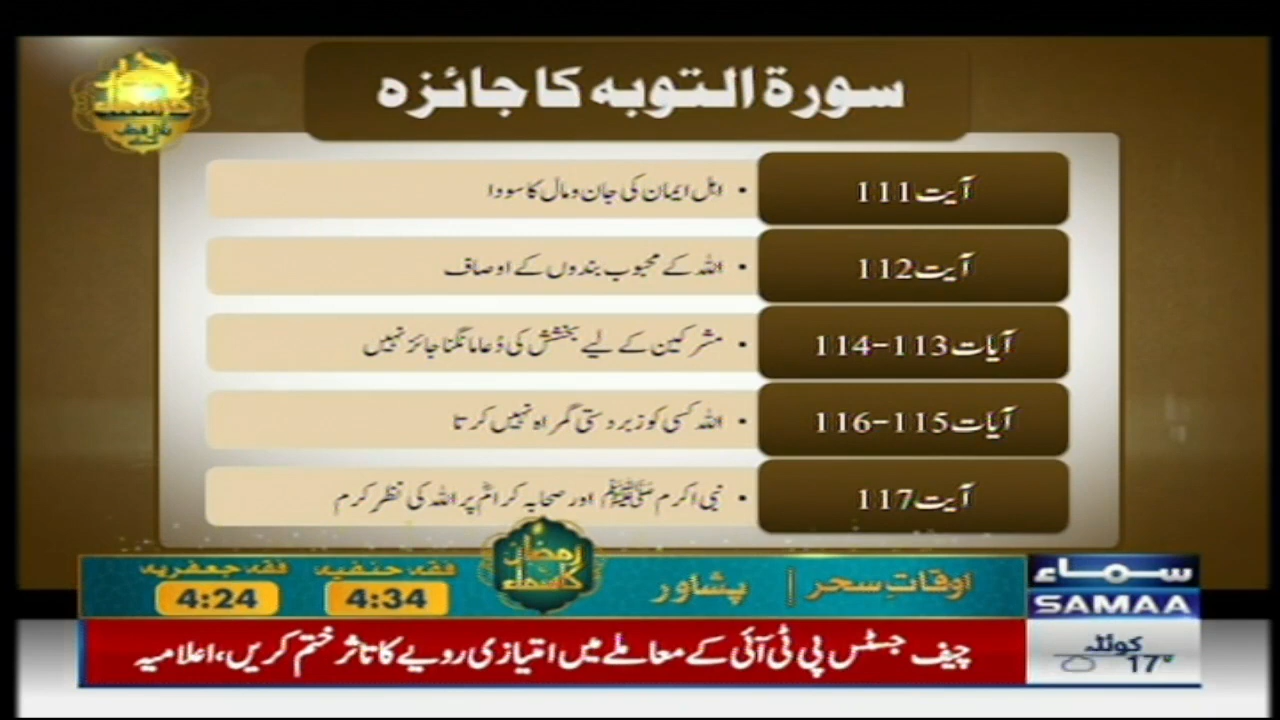 سورۃ التوبہ کا جائزہ
آیت 111
• اہل ایمان کی جان و مال کا سودا
آیت 112
• اللہ کے محبوب بندوں کے اوصاف
آیات 113-114
• مشرکین کے لیے بخشش کی دُعا مانگنا جائز نہیں
آیات 115-116
• اللہ کسی کو زبردستی گمراہ نہیں کرتا
آیت 117
• نبی اکرم ﷺ اور صحابہ کرامؓ پر اللہ کی نظر کرم
رمضان کا سماء
اوقاتِ سحر | پشاور
فقہ حنفیہ
4:34
فقہ جعفریہ
4:24
سماء
SAMAA
کوئٹہ
17°
چیف جسٹس پی ٹی آئی کے معاملے میں امتیازی رویے کا تاثر ختم کریں، اعلامیہ